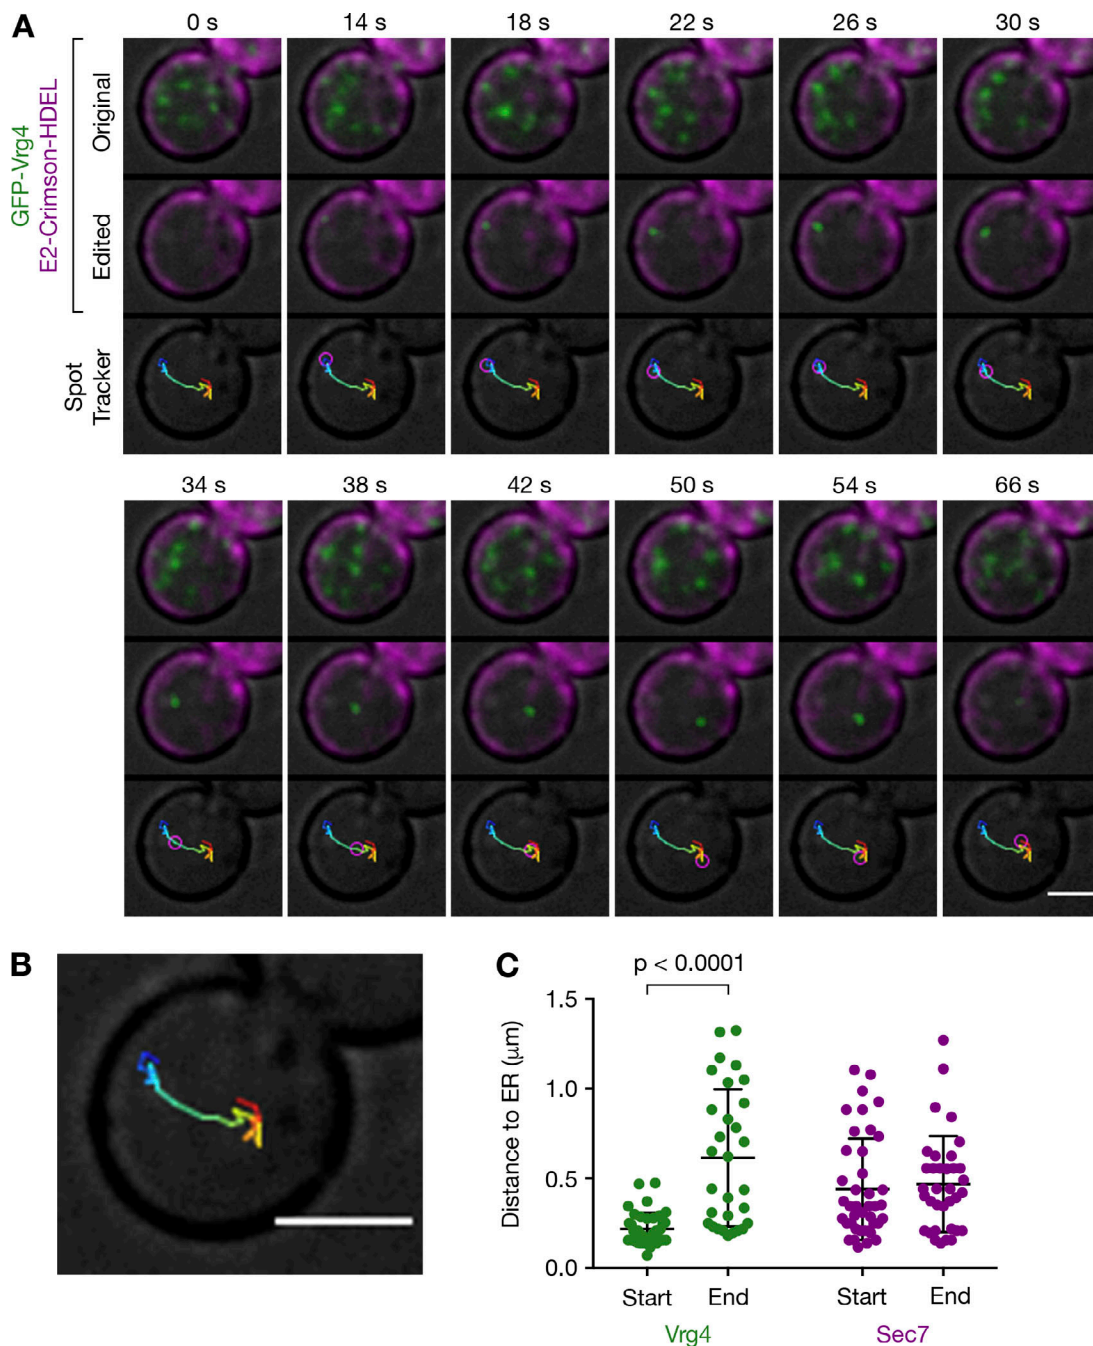 A
0 s 14 s 18 s 22 s 26 s 30 s
GFP-Vrg4
E2-Crimson-HDEL
Original
Edited
Spot
Tracker
34 s 38 s 42 s 50 s 54 s 66 s
B
C
p < 0.0001
Distance to ER (μm)
1.5
1.0
0.5
0.0
Start End Start End
Vrg4 Sec7